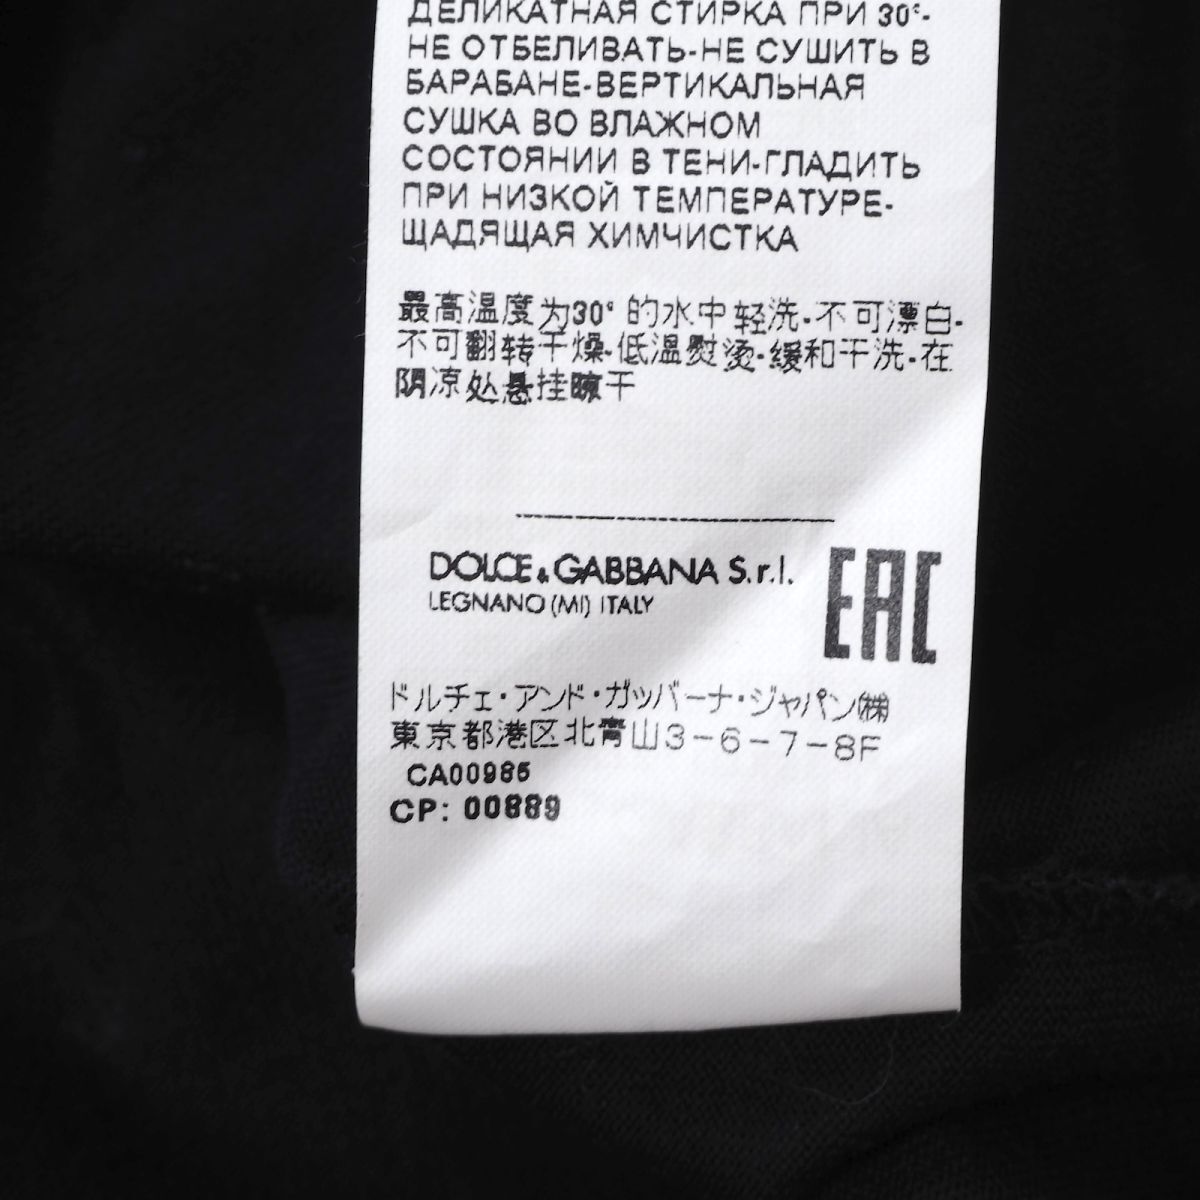 ДЕЛИКАТНАЯ СТИРКА ПРИ 30°-
НЕ ОТБЕЛИВАТЬ-НЕ СУШИТЬ В
БАРАБАНЕ-ВЕРТИКАЛЬНАЯ
СУШКА ВО ВЛАЖНОМ
СОСТОЯНИИ В ТЕНИ-ГЛАДИТЬ
ПРИ НИЗКОЙ ТЕМПЕРАТУРЕ-
ЩАДЯЩАЯ ХИМЧИСТКА
最高温度为30° 的水中轻洗-不可漂白-
不可翻转干燥-低温熨烫-缓和干洗-在
阴凉处悬挂晾干
DOLCE & GABBANA S.r.l.
LEGNANO (MI) ITALY
EAC
ドルチェ・アンド・ガッバーナ・ジャパン㈱
東京都港区北青山3-6-7-8F
CA00985
CP: 00889